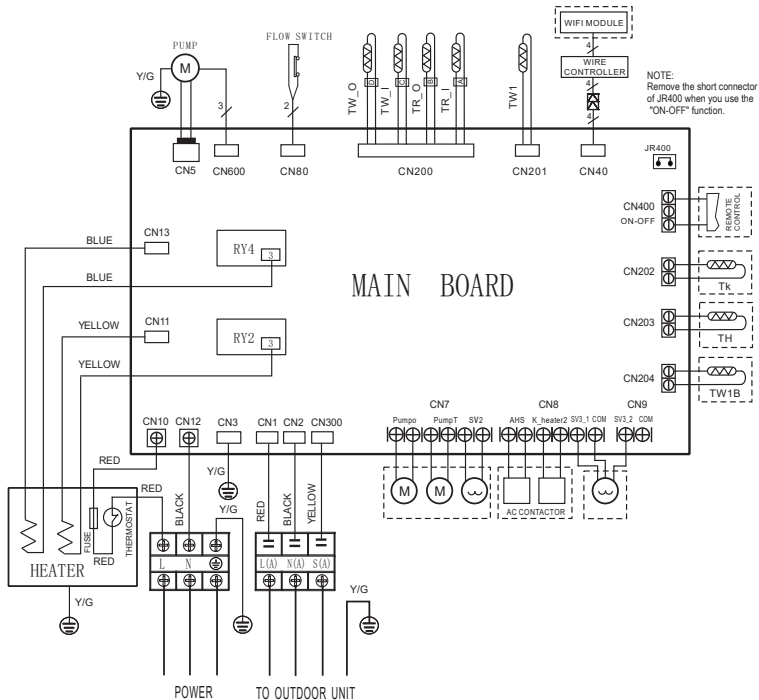 WIFI MODULE
4
WIRE
CONTROLLER
4
4
NOTE:
Remove the short connector
of JR400 when you use the
"ON-OFF" function.
PUMP
M
Y/G
3
FLOW SWITCH
2
TW_O
D
TW_I
C
TR_O
B
TR_I
A
TW1
CN5
CN600
CN80
CN200
CN201
CN40
JR400
CN400
ON-OFF
REMOTE
CONTROL
CN202
Tk
CN203
TH
CN204
TW1B
BLUE
CN13
BLUE
RY4
3
YELLOW
CN11
YELLOW
RY2
3
MAIN BOARD
CN10
CN12
CN3
CN1
CN2
CN300
CN7
CN8
CN9
Pumpo
PumpT
SV2
AHS
K_heater2
SV3_1
COM
SV3_2
COM
M
M
AC CONTACTOR
RED
RED
BLACK
Y/G
Y/G
RED
BLACK
YELLOW
FUSE
THERMOSTAT
RED
HEATER
Y/G
L
N
L(A)
N(A)
S(A)
Y/G
POWER
TO OUTDOOR UNIT